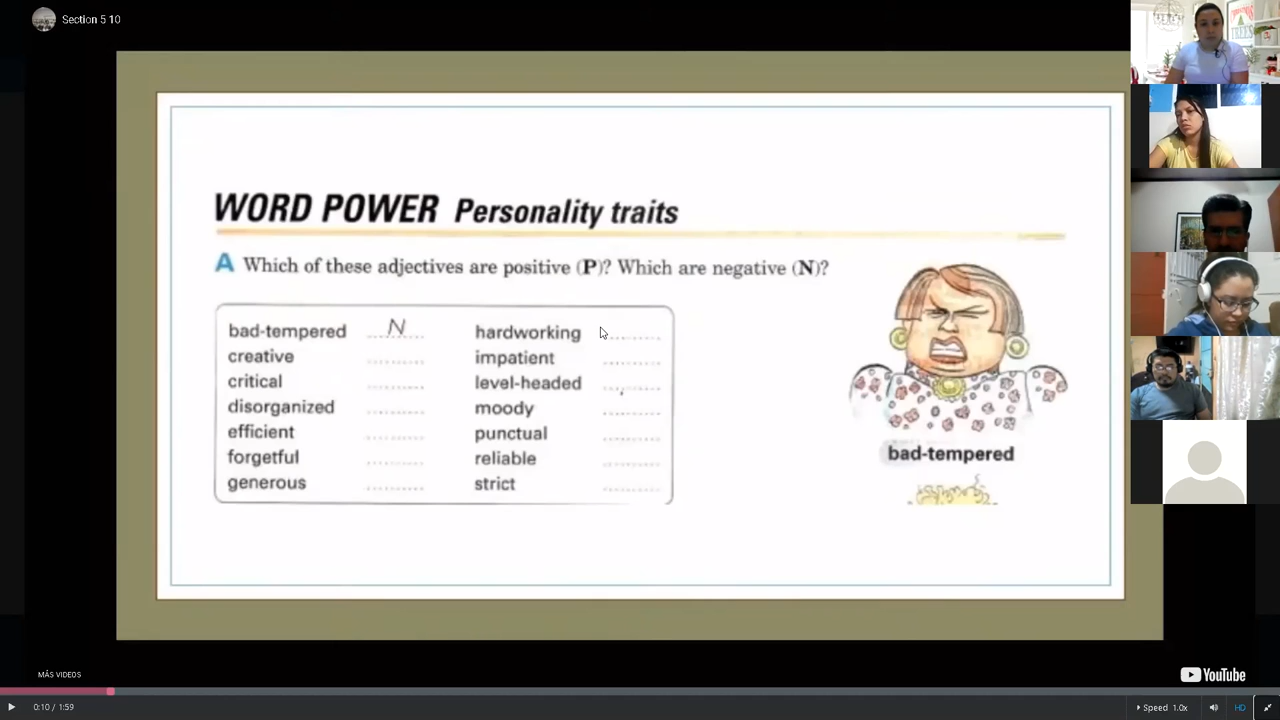 Section 5 10
WORD POWER Personality traits
A Which of these adjectives are positive (P)? Which are negative (N)?
bad-tempered N
creative
critical
disorganized
efficient
forgetful
generous
hardworking
impatient
level-headed
moody
punctual
reliable
strict
bad-tempered
MÁS VIDEOS
YouTube
0:10 / 1:59
Speed 1.0x
HD